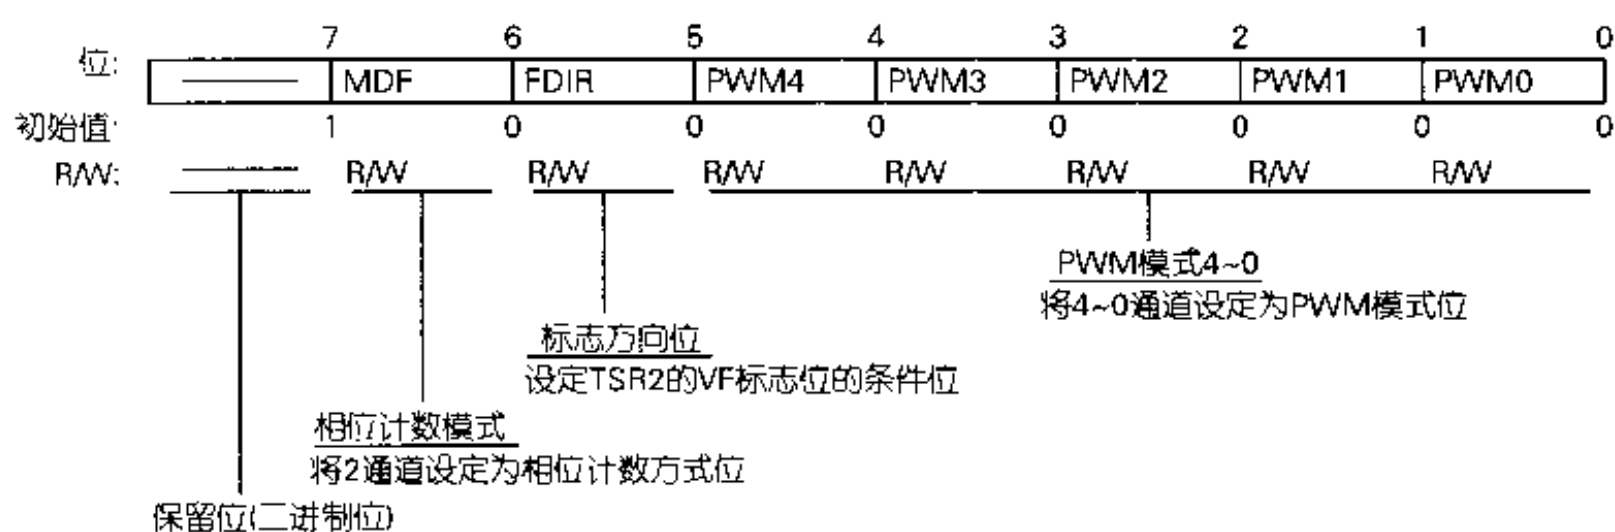 位: 7 6 5 4 3 2 1 0
MDF FDIR PWM4 PWM3 PWM2 PWM1 PWM0
初始值: 1 0 0 0 0 0 0 0
R/W: R/W R/W R/W R/W R/W R/W R/W
PWM模式4~0
将4~0通道设定为PWM模式位
标志方向位
设定TSR2的VF标志位的条件位
相位计数模式
将2通道设定为相位计数方式位
保留位(二进制位)